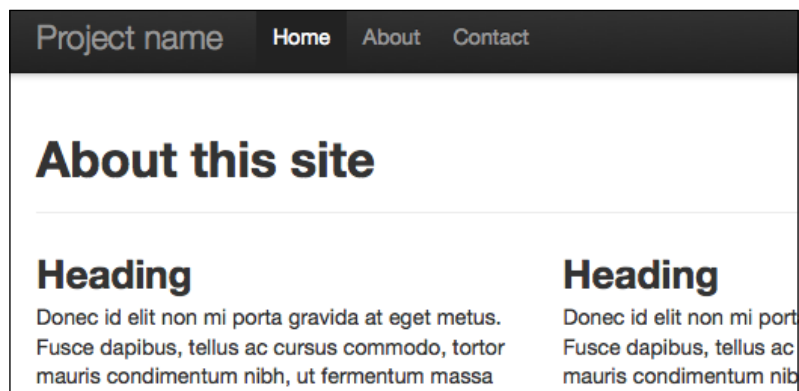 Project name Home About Contact
About this site
Heading
Donec id elit non mi porta gravida at eget metus.
Fusce dapibus, tellus ac cursus commodo, tortor
mauris condimentum nibh, ut fermentum massa
Heading
Donec id elit non mi
Fusce dapibus, tellus ac
mauris condimentum